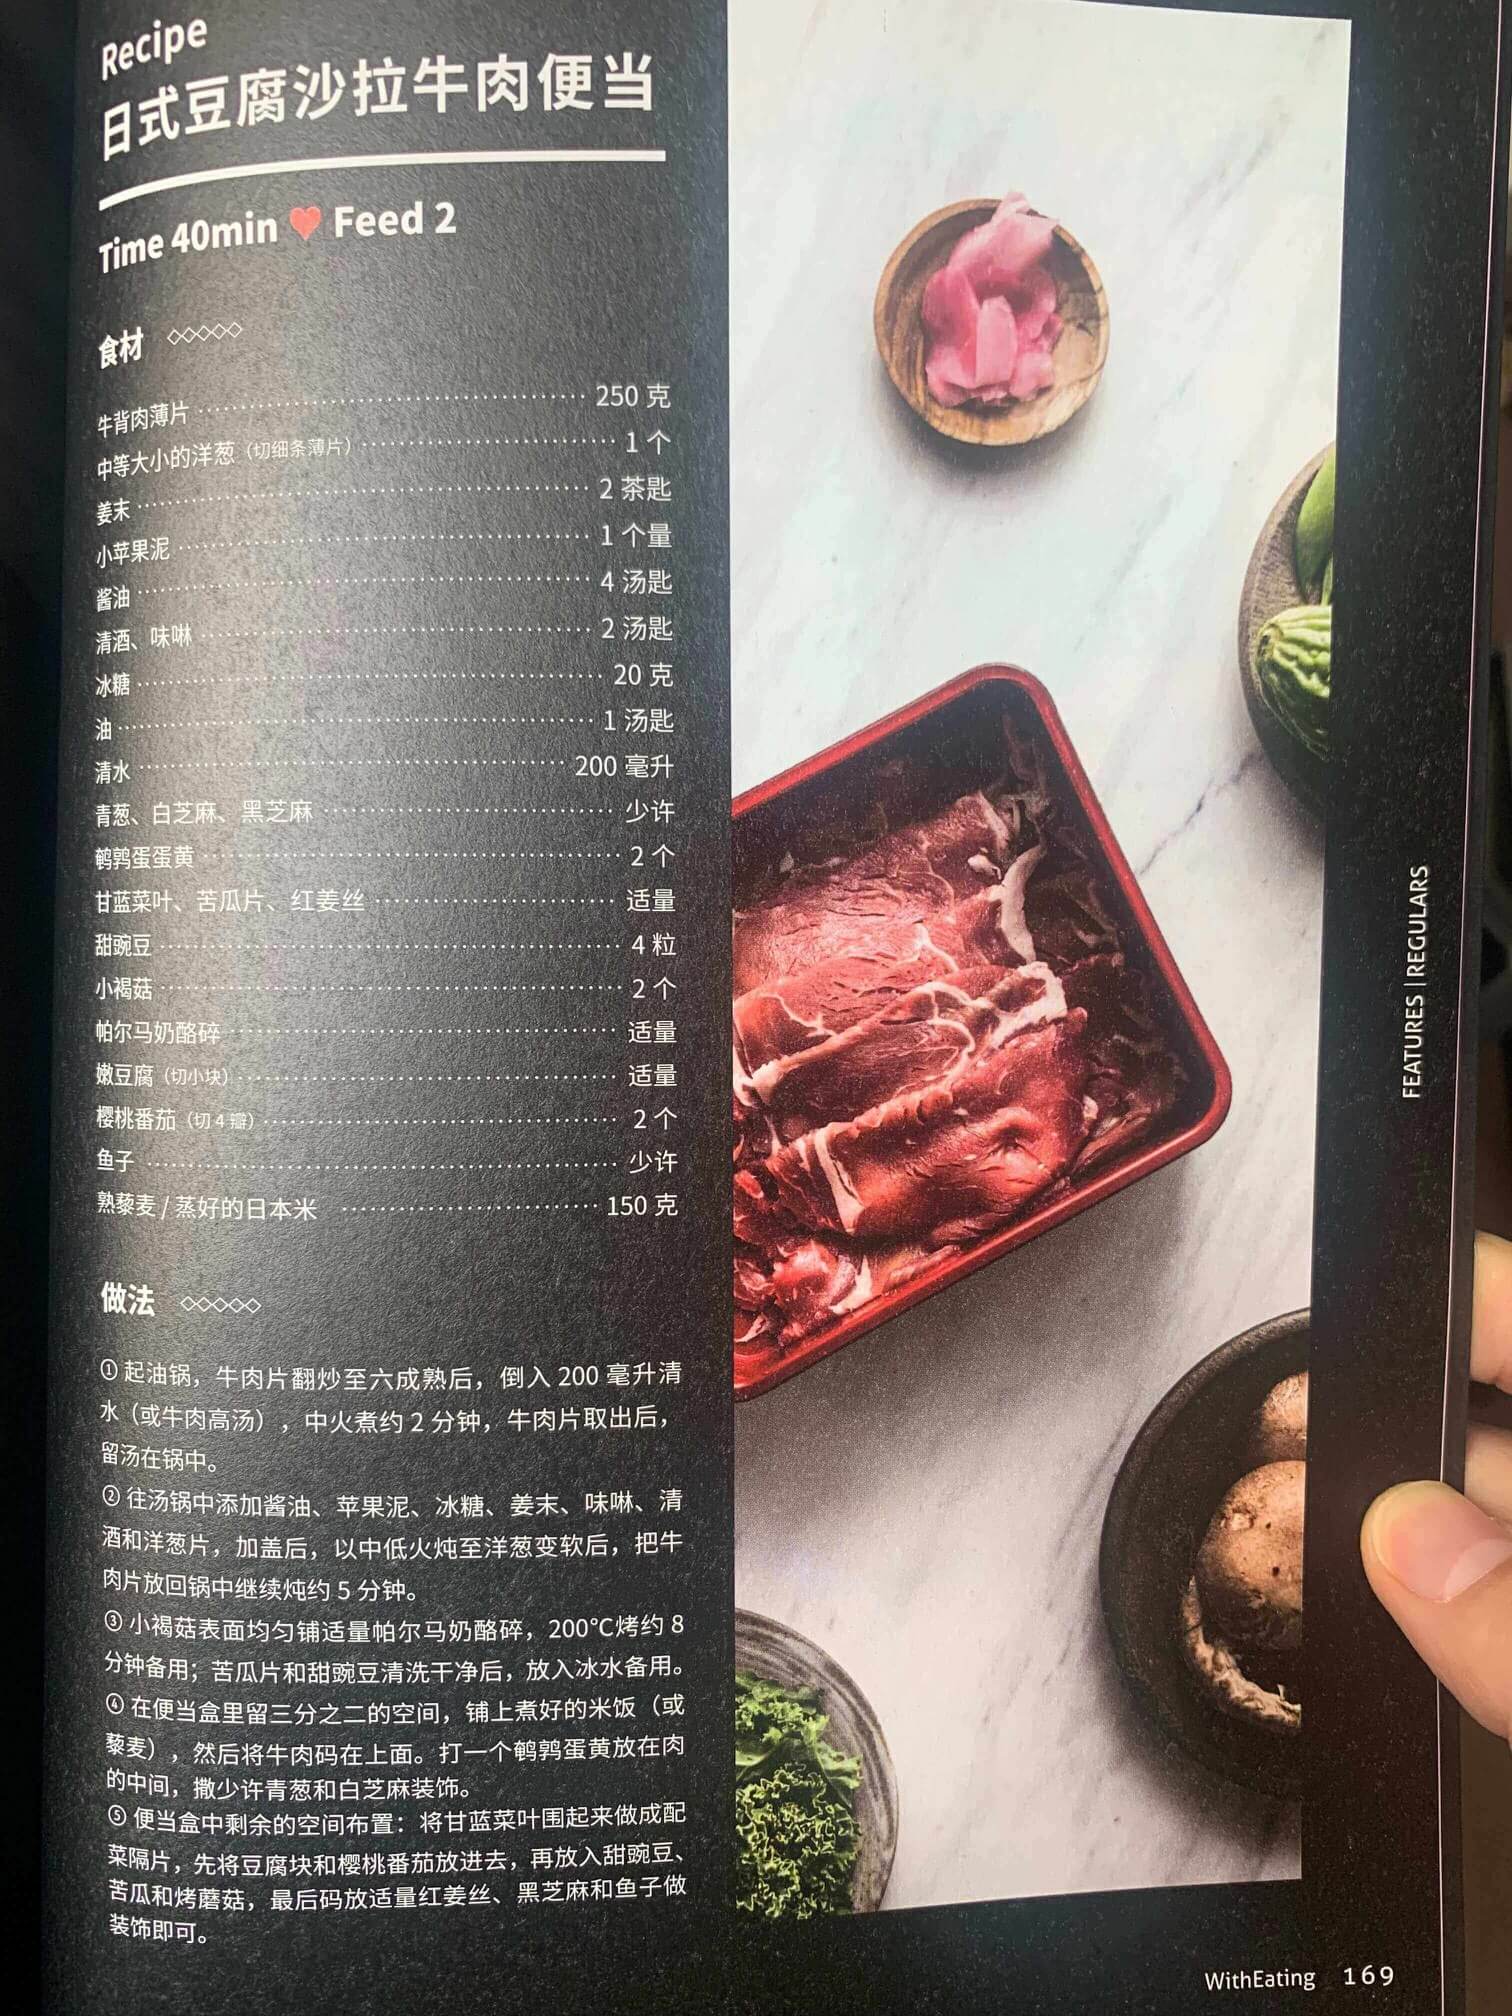 Recipe
日式豆腐沙拉牛肉便当
Time 40min ♥ Feed 2
食材
牛背肉薄片 250 克
中等大小的洋葱（切细条薄片） 1 个
姜末 2 茶匙
小苹果泥 1 个量
酱油 4 汤匙
清酒、味啉 2 汤匙
冰糖 20 克
油 1 汤匙
清水 200 毫升
青葱、白芝麻、黑芝麻 少许
鹌鹑蛋蛋黄 2 个
甘蓝菜叶、苦瓜片、红姜丝 适量
甜豌豆 4 粒
小褐菇 2 个
帕尔马奶酪碎 适量
嫩豆腐（切小块） 适量
樱桃番茄（切 4 瓣） 2 个
鱼子 少许
熟藜麦 / 蒸好的日本米 150 克
做法
① 起油锅，牛肉片翻炒至六成熟后，倒入 200 毫升清
水（或牛肉高汤），中火煮约 2 分钟，牛肉片取出后，
留汤在锅中。
② 往汤锅中添加酱油、苹果泥、冰糖、姜末、味啉、清
酒和洋葱片，加盖后，以中低火炖至洋葱变软后，把牛
肉片放回锅中继续炖约 5 分钟。
③ 小褐菇表面均匀铺适量帕尔马奶酪碎，200℃烤约 8
分钟备用；苦瓜片和甜豌豆清洗干净后，放入冰水备用。
④ 在便当盒里留三分之二的空间，铺上煮好的米饭（或
藜麦），然后将牛肉码在上面。打一个鹌鹑蛋黄放在肉
的中间，撒少许青葱和白芝麻装饰。
⑤ 便当盒中剩余的空间布置：将甘蓝菜叶围起来做成配
菜隔片，先将豆腐块和樱桃番茄放进去，再放入甜豌豆、
苦瓜和烤蘑菇，最后码放适量红姜丝、黑芝麻和鱼子做
装饰即可。
FEATURES | REGULARS
WithEating 169